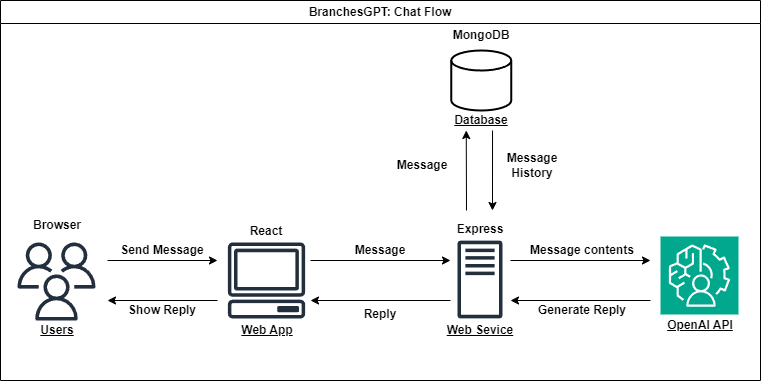 BranchesGPT: Chat Flow
MongoDB
Database
Message
Message
History
Browser
React
Express
Send Message
Message
Message contents
Show Reply
Reply
Generate Reply
Users
Web App
Web Sevice
OpenAI API